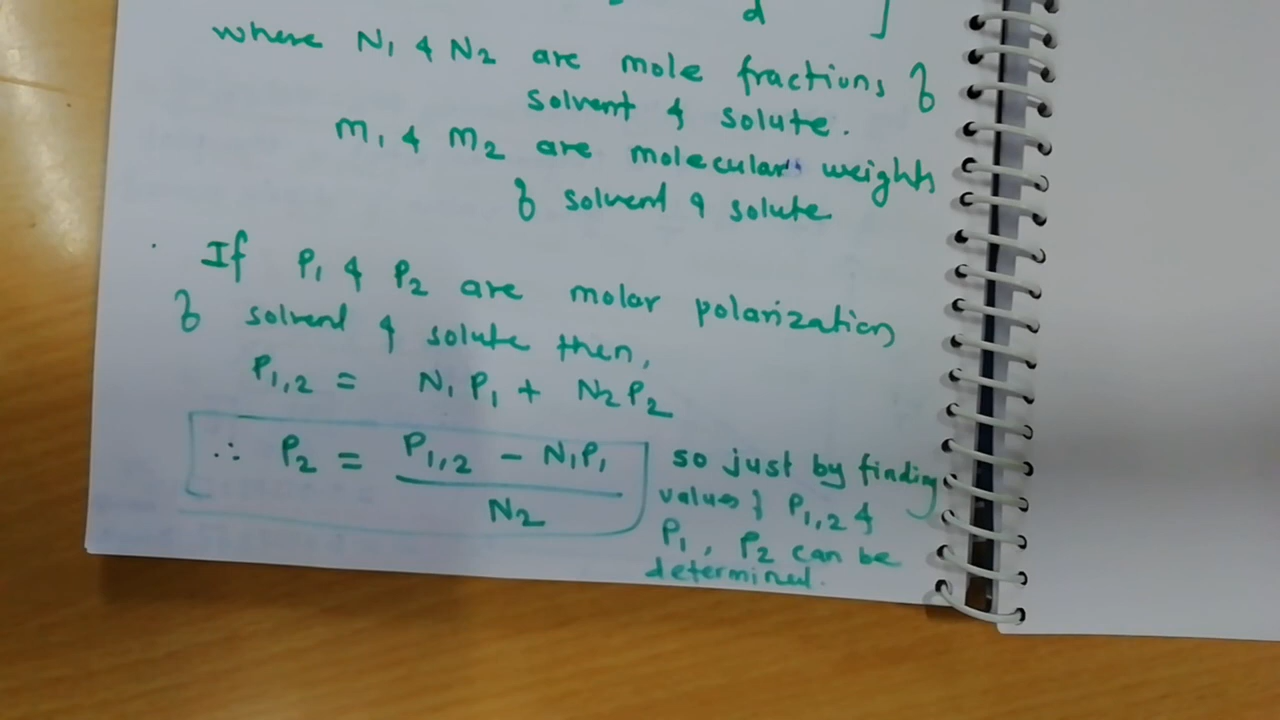 d ]
where N1 & N2 are mole fractions of
solvent & solute.
M1 & M2 are molecular weights
of solvent & solute
If P1 & P2 are molar polarization
of solvent & solute then,
P1,2 = N1P1 + N2P2
∴ P2 = P1,2 - N1P1 / N2
so just by finding
values of P1,2 &
P1, P2 can be
determined.